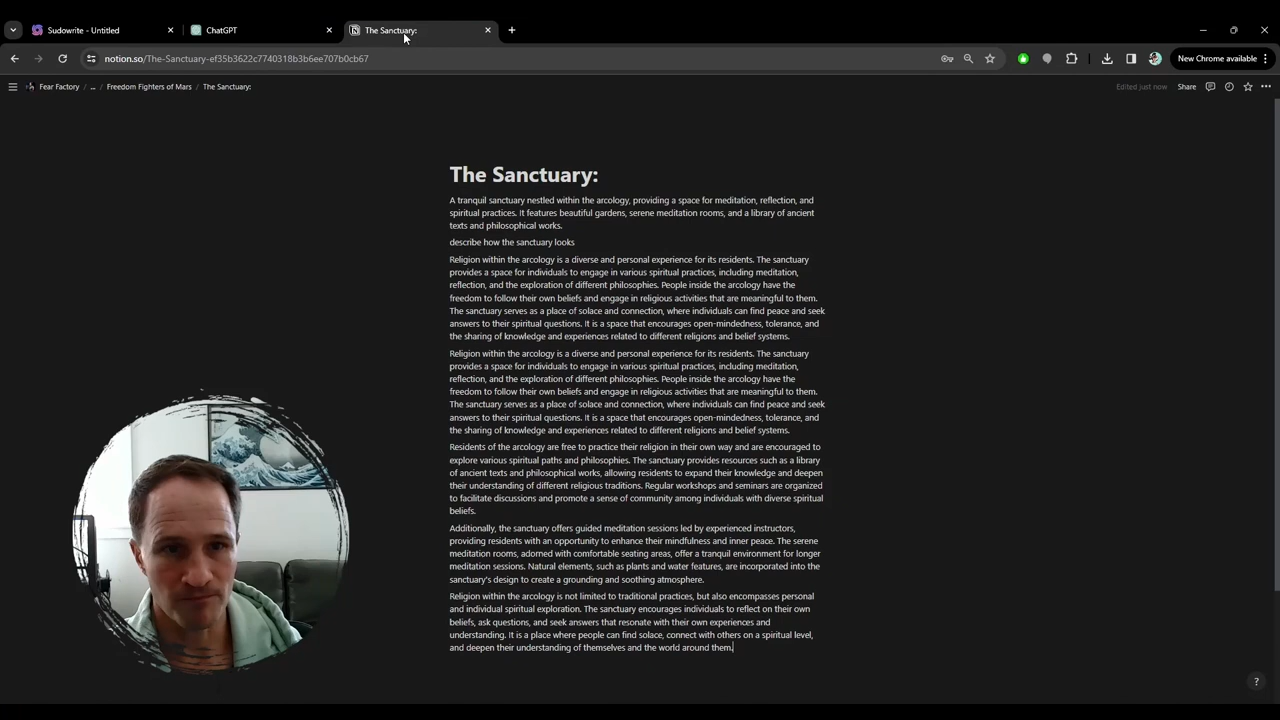 Sudowrite - Untitled
ChatGPT
The Sanctuary:
notion.so/The-Sanctuary-ef35b3622c7740318b3b6ee707b0cb67
New Chrome available
Fear Factory / ... / Freedom Fighters of Mars / The Sanctuary:
Edited just now
Share
The Sanctuary:
A tranquil sanctuary nestled within the arcology, providing a space for meditation, reflection, and
spiritual practices. It features beautiful gardens, serene meditation rooms, and a library of ancient
texts and philosophical works.
describe how the sanctuary looks
Religion within the arcology is a diverse and personal experience for its residents. The sanctuary
provides a space for individuals to engage in various spiritual practices, including meditation,
reflection, and the exploration of different philosophies. People inside the arcology have the
freedom to follow their own beliefs and engage in religious activities that are meaningful to them.
The sanctuary serves as a place of solace and connection, where individuals can find peace and seek
answers to their spiritual questions. It is a space that encourages open-mindedness, tolerance, and
the sharing of knowledge and experiences related to different religions and belief systems.
Religion within the arcology is a diverse and personal experience for its residents. The sanctuary
provides a space for individuals to engage in various spiritual practices, including meditation,
reflection, and the exploration of different philosophies. People inside the arcology have the
freedom to follow their own beliefs and engage in religious activities that are meaningful to them.
The sanctuary serves as a place of solace and connection, where individuals can find peace and seek
answers to their spiritual questions. It is a space that encourages open-mindedness, tolerance, and
the sharing of knowledge and experiences related to different religions and belief systems.
Residents of the arcology are free to practice their religion in their own way and are encouraged to
explore various spiritual paths and philosophies. The sanctuary provides resources such as a library
of ancient texts and philosophical works, allowing residents to expand their knowledge and deepen
their understanding of different religious traditions. Regular workshops and seminars are organized
to facilitate discussions and promote a sense of community among individuals with diverse spiritual
beliefs.
Additionally, the sanctuary offers guided meditation sessions led by experienced instructors,
providing residents with an opportunity to enhance their mindfulness and inner peace. The serene
meditation rooms, adorned with comfortable seating areas, offer a tranquil environment for longer
meditation sessions. Natural elements, such as plants and water features, are incorporated into the
sanctuary's design to create a grounding and soothing atmosphere.
Religion within the arcology is not limited to traditional practices, but also encompasses personal
and individual spiritual exploration. The sanctuary encourages individuals to reflect on their own
beliefs, ask questions, and seek answers that resonate with their own experiences and
understanding. It is a place where people can find solace, connect with others on a spiritual level,
and deepen their understanding of themselves and the world around them.
?